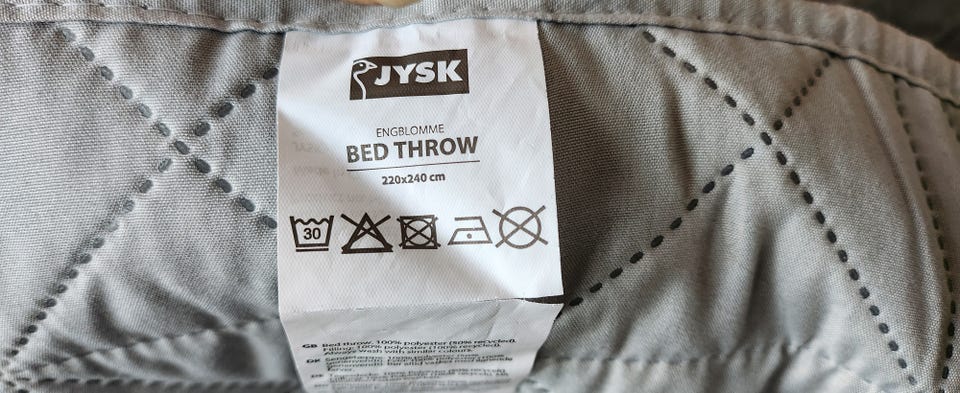 JYSK
ENGBLOMME
BED THROW
220x240 cm
30
GB Bed throw. 100% polyester (50% recycled).
Filling: 100% polyester (100% recycled).
Always wash with similar colours.
DK